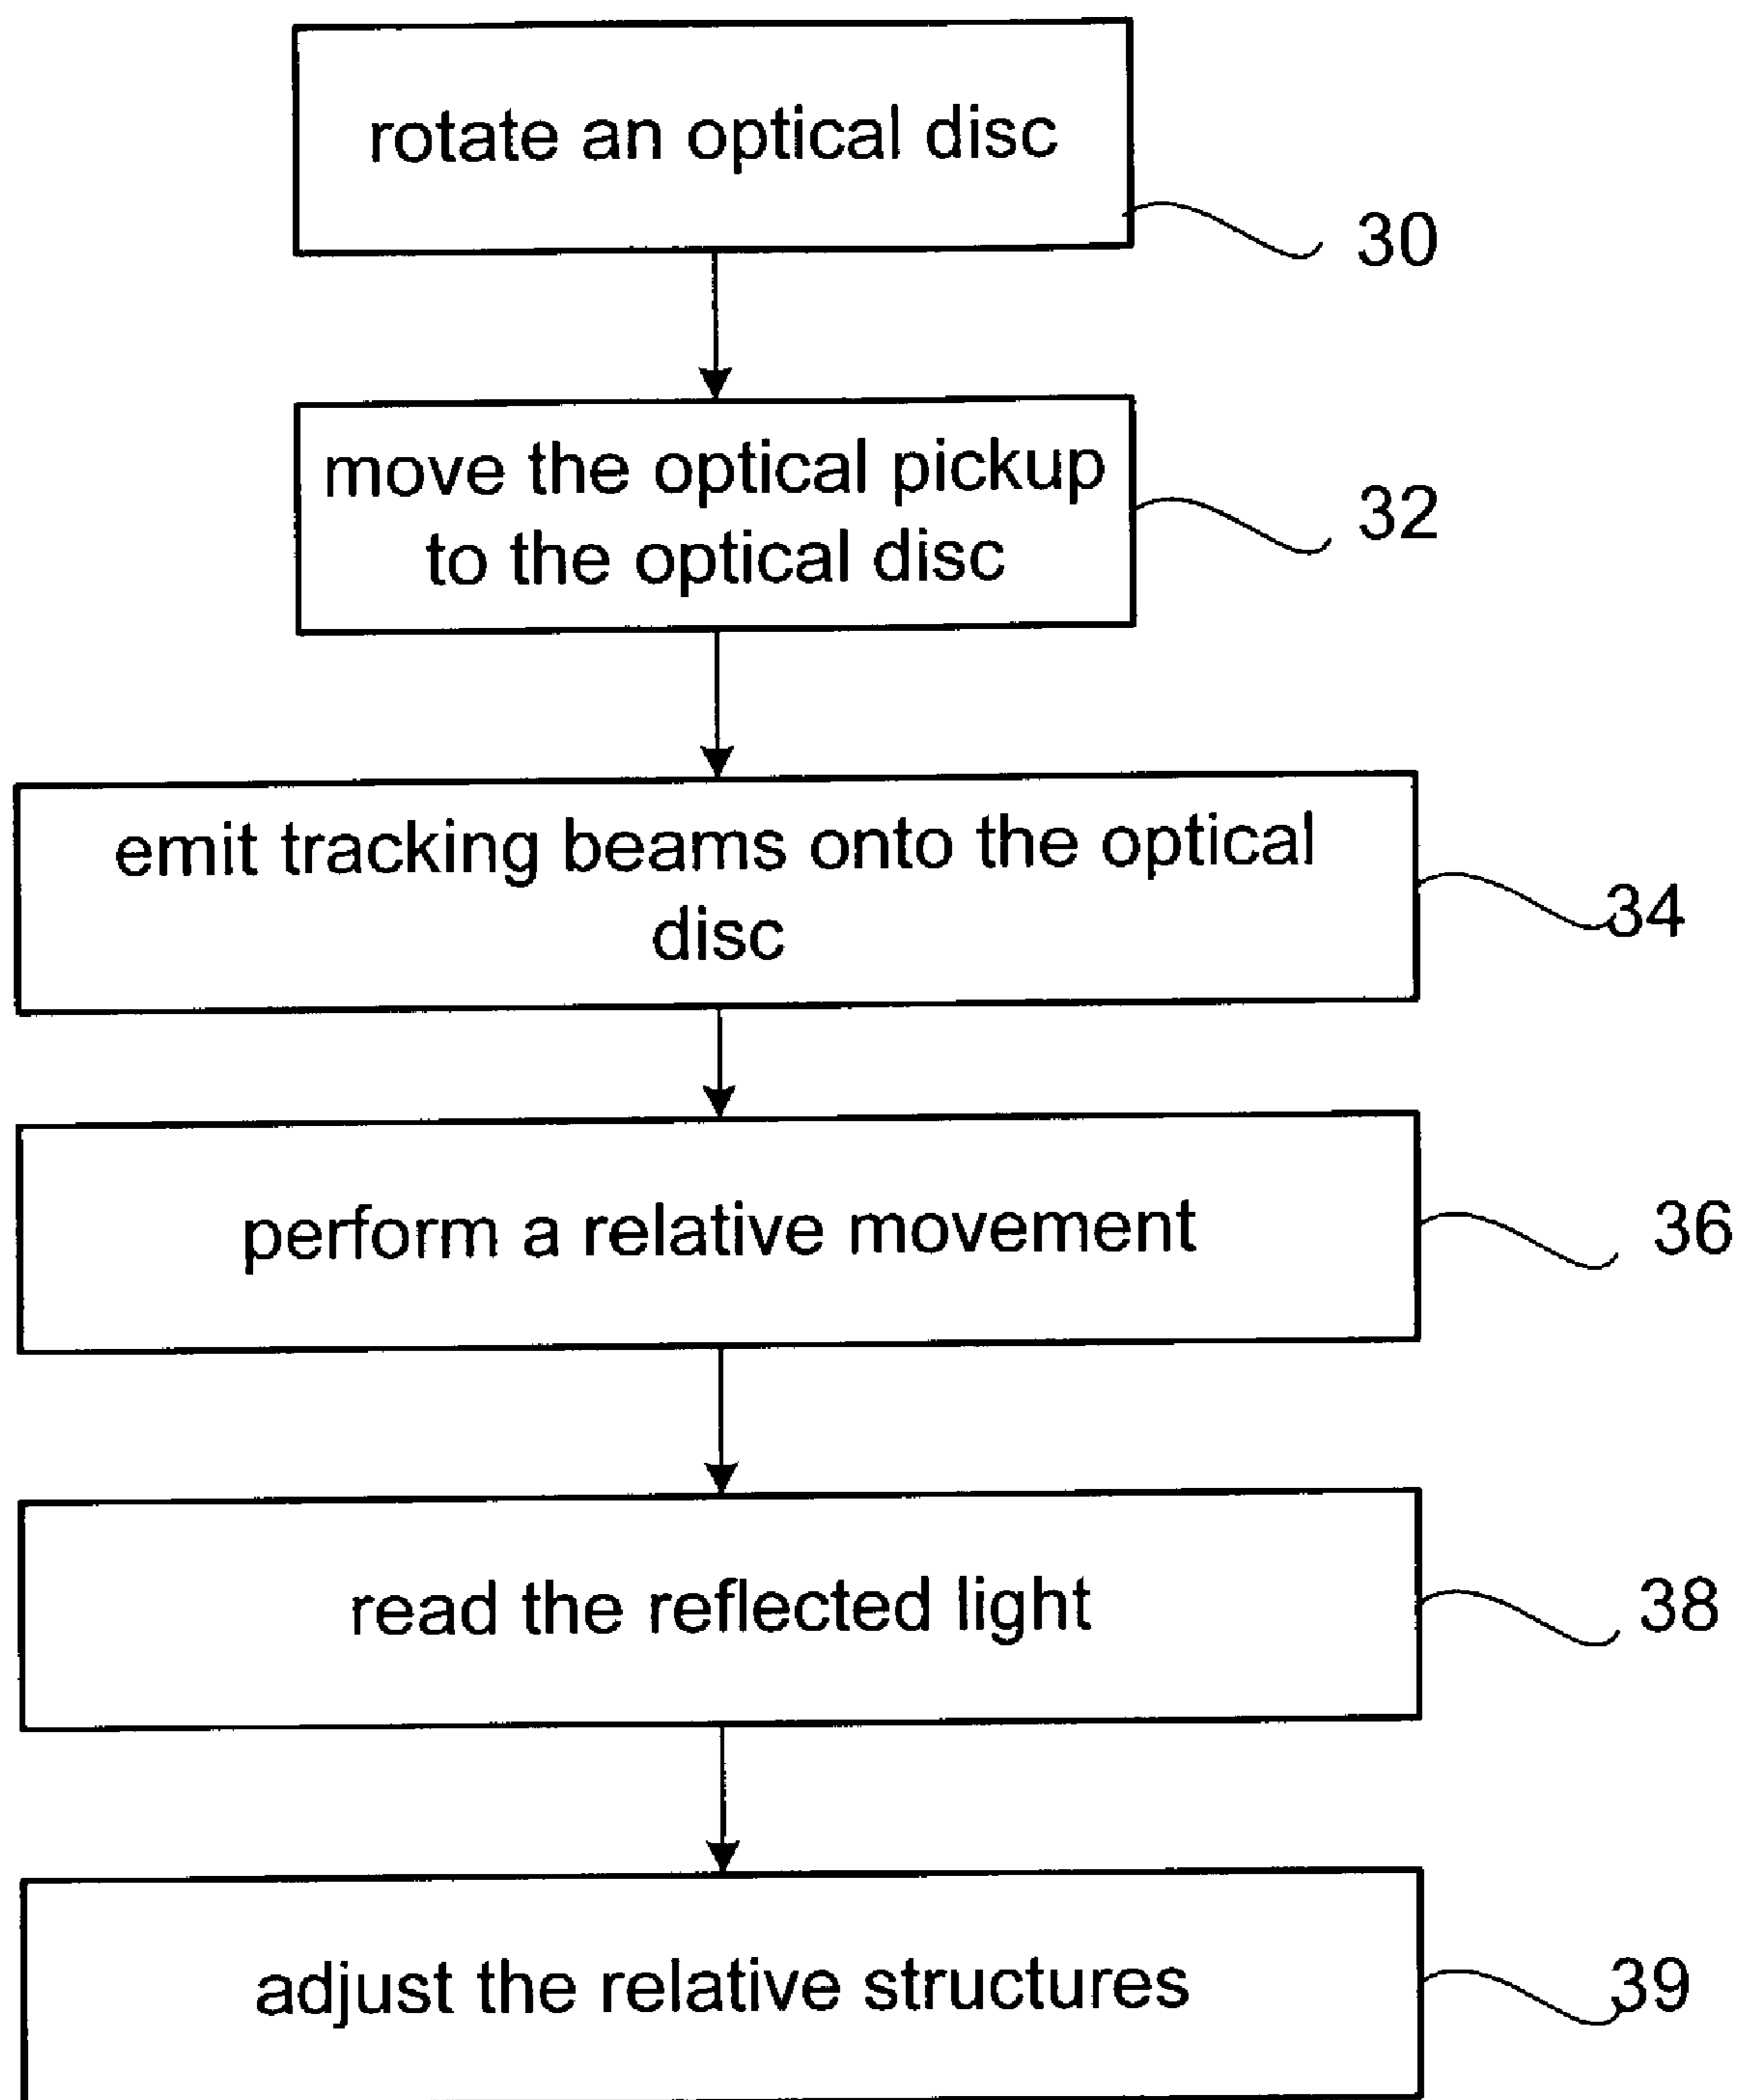 rotate an optical disc
30
move the optical pickup
to the optical disc
32
emit tracking beams onto the optical
disc
34
perform a relative movement
36
read the reflected light
38
adjust the relative structures
39